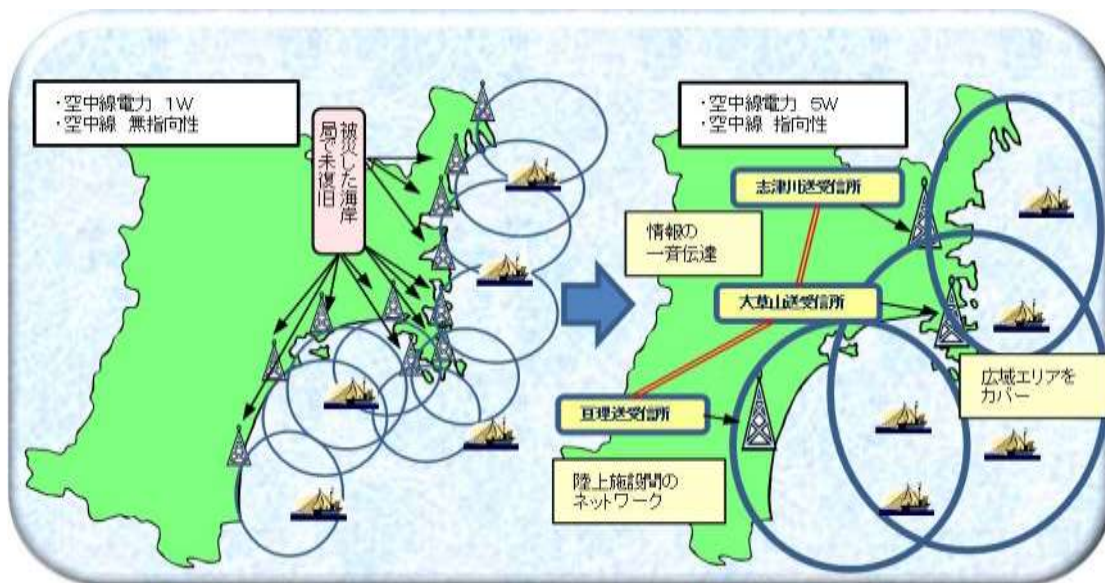 ・空中線電力 1W
・空中線 無指向性
被災した海岸
局で未復旧
・空中線電力 5W
・空中線 指向性
志津川送受信所
情報の
一斉伝達
大草山送受信所
広域エリアを
カバー
亘理送受信所
陸上施設間の
ネットワーク